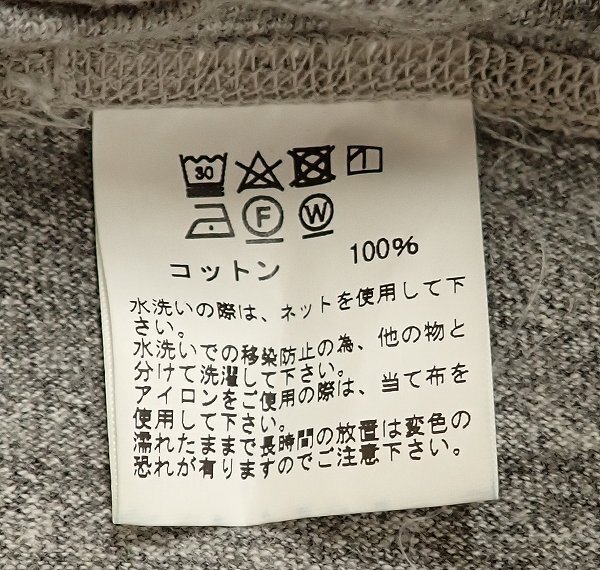 30
F W
コットン 100%
水洗いの際は、ネットを使用して下
さい。
水洗いでの移染防止の為、他の物と
分けて洗濯して下さい。
アイロンをご使用の際は、当て布を
使用して下さい。
濡れたままで長時間の放置は変色の
恐れが有りますのでご注意下さい。